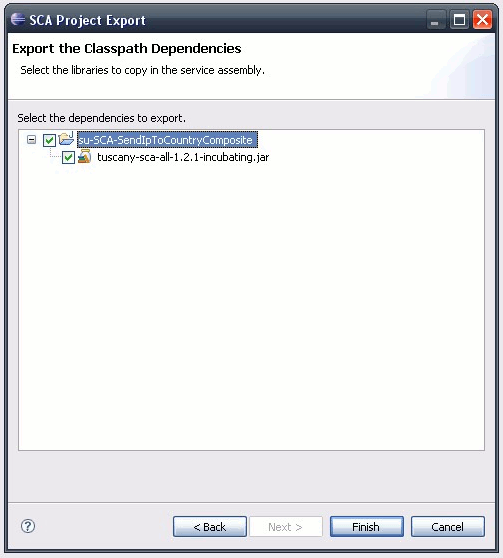 SCA Project Export
Export the Classpath Dependencies
Select the libraries to copy in the service assembly.
Select the dependencies to export.
su-SCA-SendIpToCountryComposite
tuscany-sca-all-1.2.1-incubating.jar
< Back
Next >
Finish
Cancel